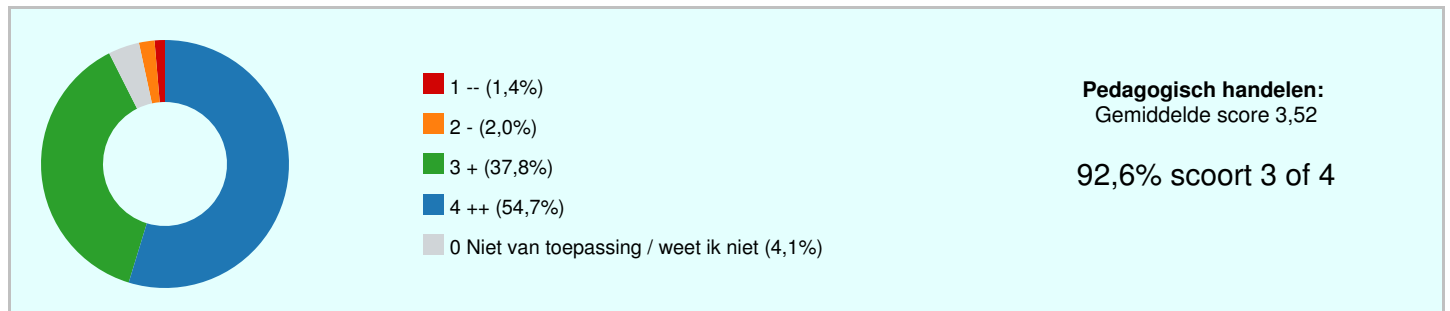 1 -- (1,4%)
2 - (2,0%)
3 + (37,8%)
4 ++ (54,7%)
0 Niet van toepassing / weet ik niet (4,1%)
Pedagogisch handelen:
Gemiddelde score 3,52
92,6% scoort 3 of 4